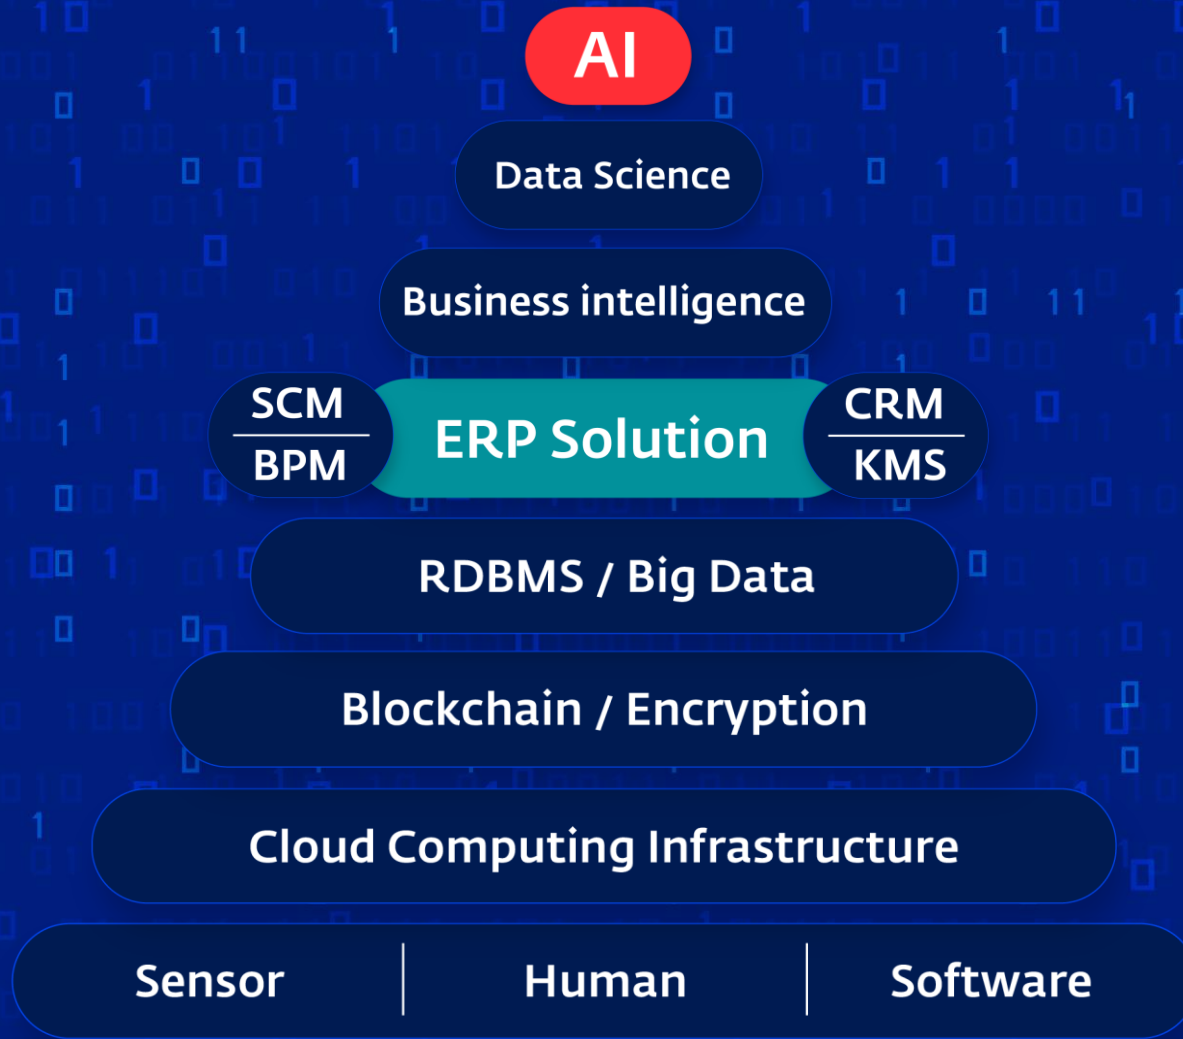 AI
Data Science
Business intelligence
SCM
BPM
ERP Solution
CRM
KMS
RDBMS / Big Data
Blockchain / Encryption
Cloud Computing Infrastructure
Sensor
Human
Software